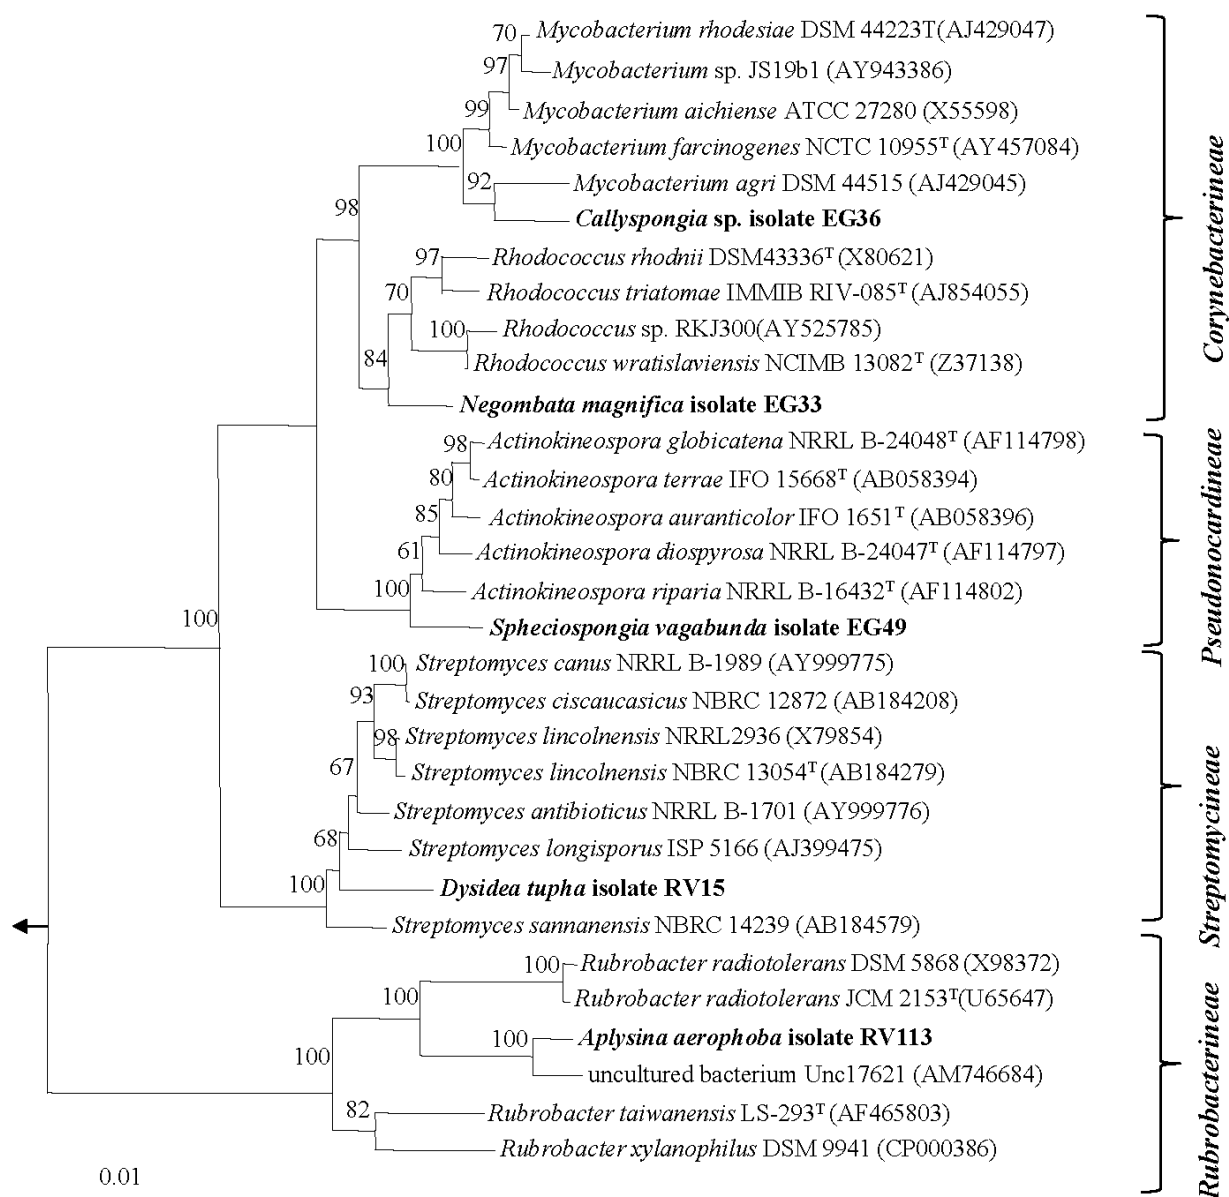 70
Mycobacterium rhodesiae DSM 44223T(AJ429047)
97
Mycobacterium sp. JS19b1 (AY943386)
99
Mycobacterium aichiense ATCC 27280 (X55598)
100
Mycobacterium farcinogenes NCTC 10955ᵀ (AY457084)
92
Mycobacterium agri DSM 44515 (AJ429045)
98
Callyspongia sp. isolate EG36
97
Rhodococcus rhodnii DSM43336ᵀ (X80621)
70
Rhodococcus triatomae IMMIB RIV-085ᵀ (AJ854055)
100
Rhodococcus sp. RKJ300(AY525785)
84
Rhodococcus wratislaviensis NCIMB 13082ᵀ (Z37138)
Negombata magnifica isolate EG33
Corynebacterineae
98
Actinokineospora globicatena NRRL B-24048ᵀ (AF114798)
80
Actinokineospora terrae IFO 15668ᵀ (AB058394)
85
Actinokineospora auranticolor IFO 1651ᵀ (AB058396)
61
Actinokineospora diospyrosa NRRL B-24047ᵀ (AF114797)
100
Actinokineospora riparia NRRL B-16432ᵀ (AF114802)
100
Spheciospongia vagabunda isolate EG49
Pseudonocardineae
100
Streptomyces canus NRRL B-1989 (AY999775)
93
Streptomyces ciscaucasicus NBRC 12872 (AB184208)
98
Streptomyces lincolnensis NRRL2936 (X79854)
67
Streptomyces lincolnensis NBRC 13054ᵀ (AB184279)
Streptomyces antibioticus NRRL B-1701 (AY999776)
68
Streptomyces longisporus ISP 5166 (AJ399475)
100
Dysidea tupha isolate RV15
Streptomyces sannanensis NBRC 14239 (AB184579)
Streptomycineae
100
Rubrobacter radiotolerans DSM 5868 (X98372)
100
Rubrobacter radiotolerans JCM 2153ᵀ(U65647)
100
Aplysina aerophoba isolate RV113
100
uncultured bacterium Unc17621 (AM746684)
82
Rubrobacter taiwanensis LS-293ᵀ (AF465803)
Rubrobacter xylanophilus DSM 9941 (CP000386)
Rubrobacterineae
0.01